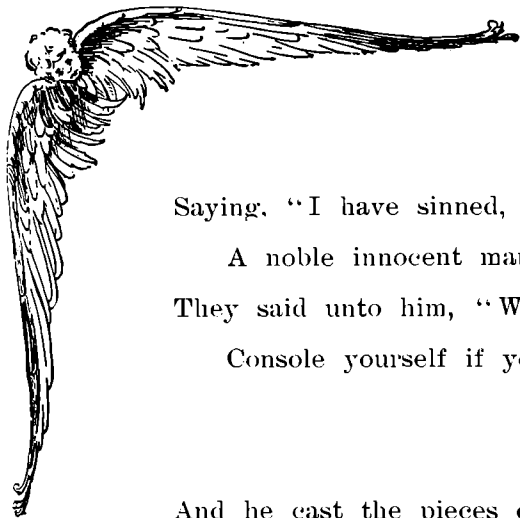 Saying, “I have sinned,
A noble innocent
They said unto him, “W
Console yourself if
And he cast the pieces